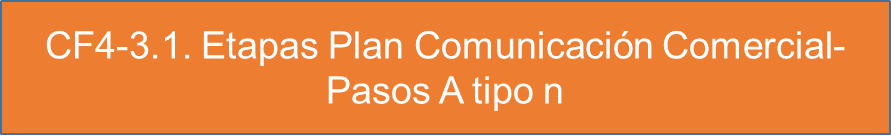 CF4-3.1. Etapas Plan Comunicación Comercial-
Pasos A tipo n